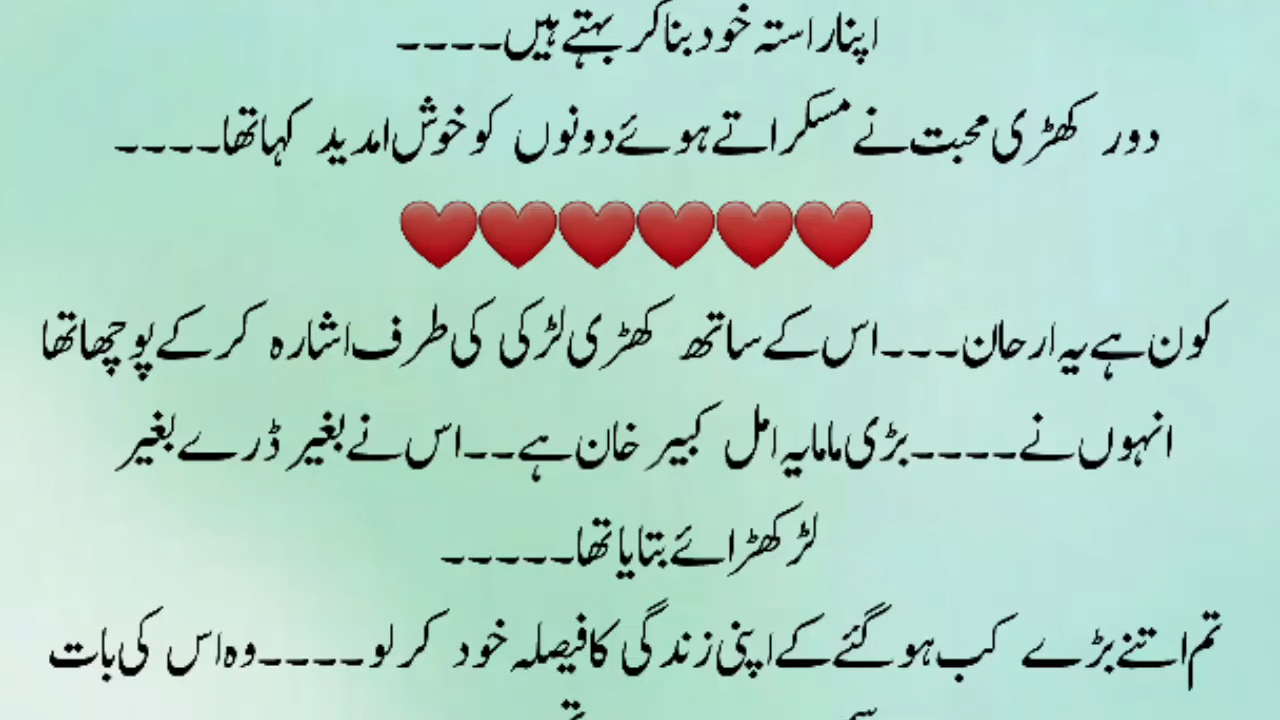 اپنا راستہ خود بنا کر بہتے ہیں۔۔۔۔
دور کھڑی محبت نے مسکراتے ہوئے دونوں کو خوش امدید کہا تھا۔۔۔۔
❤❤❤❤❤❤
کون ہے یہ ارحان۔۔۔اس کے ساتھ کھڑی لڑکی کی طرف اشارہ کر کے پوچھا تھا
انہوں نے۔۔۔۔بڑی ماما یہ امل کبیر خان ہے۔۔اس نے بغیر ڈرے بغیر
لڑکھڑائے بتایا تھا۔۔۔۔۔
تم اتنے بڑے کب ہو گئے کے اپنی زندگی کا فیصلہ خود کر لو۔۔۔۔وہ اس کی بات